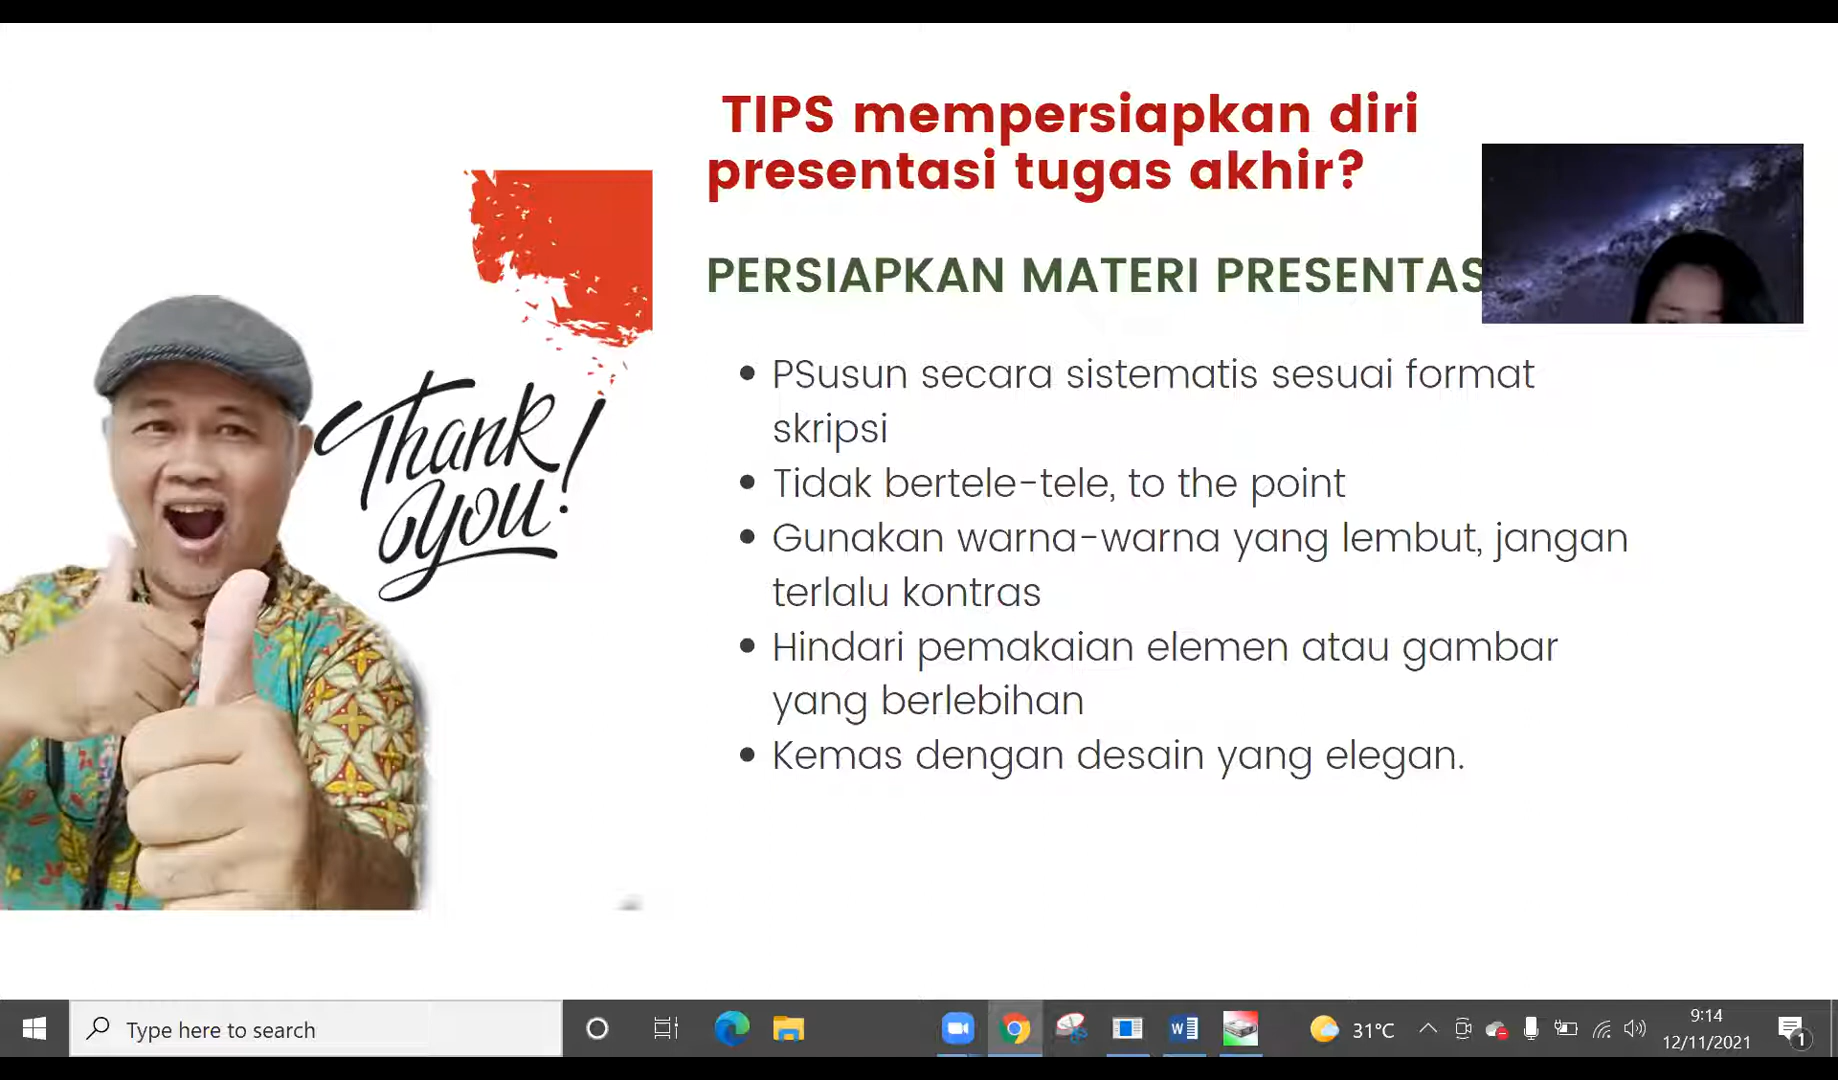 TIPS mempersiapkan diri
presentasi tugas akhir?
PERSIAPKAN MATERI PRESENTAS
Thank
you!
• PSusun secara sistematis sesuai format
skripsi
• Tidak bertele-tele, to the point
• Gunakan warna-warna yang lembut, jangan
terlalu kontras
• Hindari pemakaian elemen atau gambar
yang berlebihan
• Kemas dengan desain yang elegan.
Type here to search
31°C
9:14
12/11/2021
1